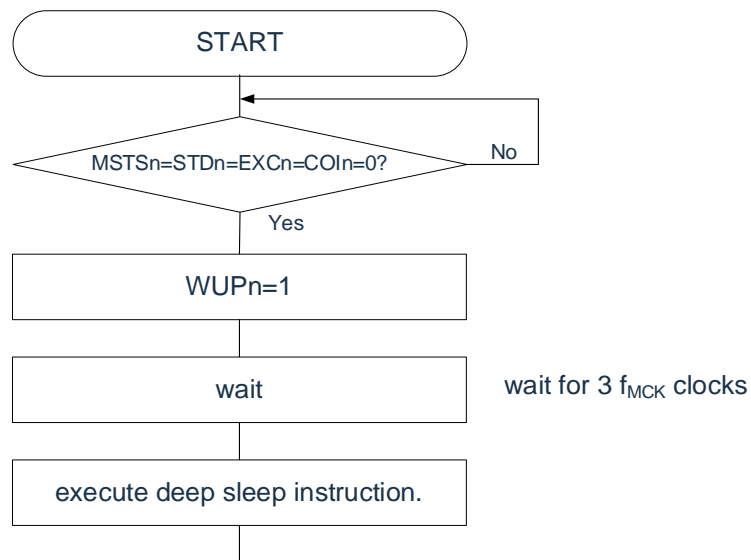 START
MSTSn=STDn=EXCn=COIn=0?
No
Yes
WUPn=1
wait
wait for 3 fMCK clocks
execute deep sleep instruction.